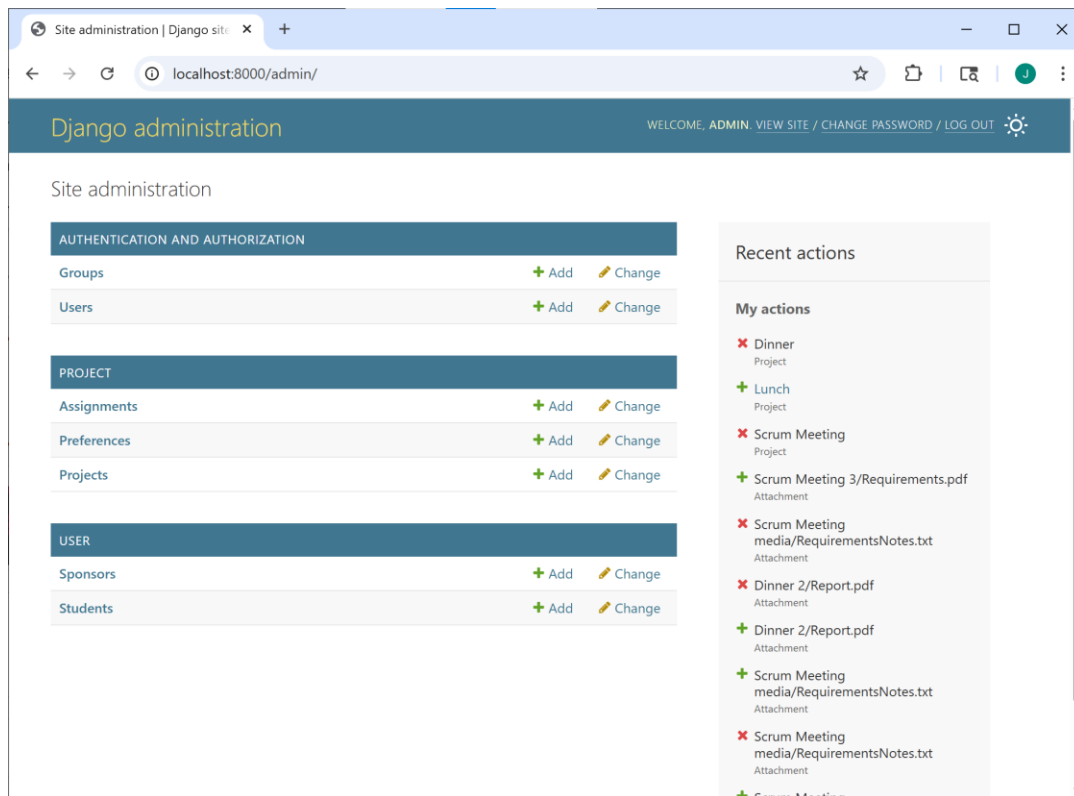 Site administration | Django site
localhost:8000/admin/
J
Django administration
WELCOME, ADMIN. VIEW SITE / CHANGE PASSWORD / LOG OUT
Site administration
AUTHENTICATION AND AUTHORIZATION
Groups Add Change
Users Add Change
PROJECT
Assignments Add Change
Preferences Add Change
Projects Add Change
USER
Sponsors Add Change
Students Add Change
Recent actions
My actions
Dinner
Project
Lunch
Project
Scrum Meeting
Project
Scrum Meeting 3/Requirements.pdf
Attachment
Scrum Meeting
media/RequirementsNotes.txt
Attachment
Dinner 2/Report.pdf
Attachment
Dinner 2/Report.pdf
Attachment
Scrum Meeting
media/RequirementsNotes.txt
Attachment
Scrum Meeting
media/RequirementsNotes.txt
Attachment